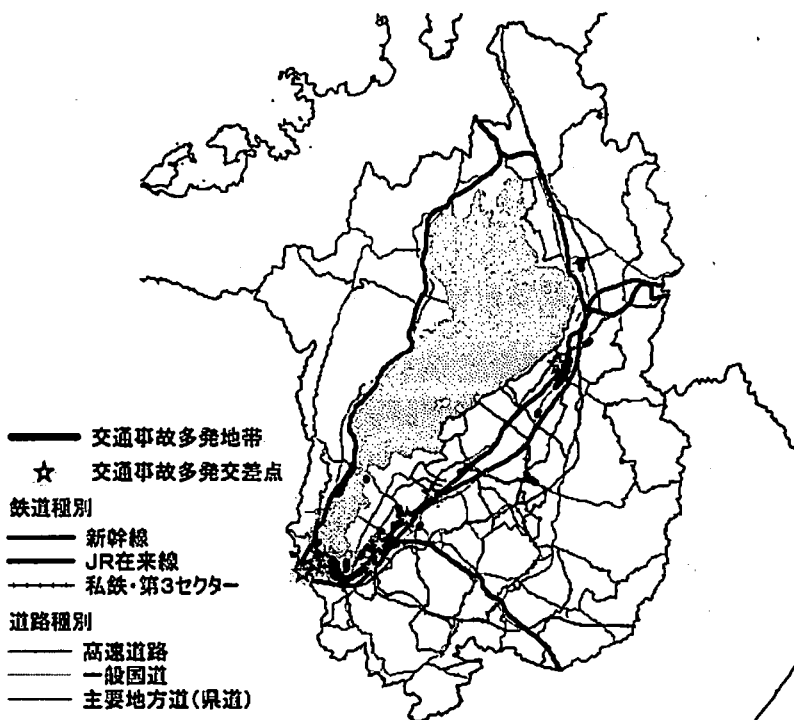 交通事故多発地帯
交通事故多発交差点
鉄道種別
新幹線
JR在来線
私鉄・第3セクター
道路種別
高速道路
一般国道
主要地方道(県道)